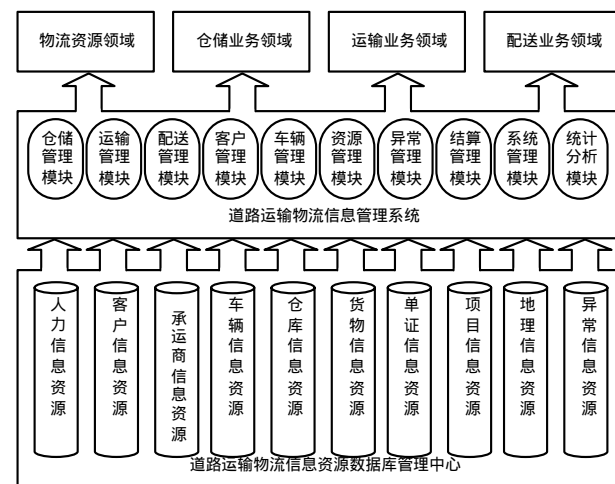 物流资源领域
仓储业务领域
运输业务领域
配送业务领域
仓储
管理
模块
运输
管理
模块
配送
管理
模块
客户
管理
模块
车辆
管理
模块
资源
管理
模块
异常
管理
模块
结算
管理
模块
系统
管理
模块
统计
分析
模块
道路运输物流信息管理系统
人力信息资源
客户信息资源
承运商信息资源
车辆信息资源
仓库信息资源
货物信息资源
单证信息资源
项目信息资源
地理信息资源
异常信息资源
道路运输物流信息资源数据库管理中心